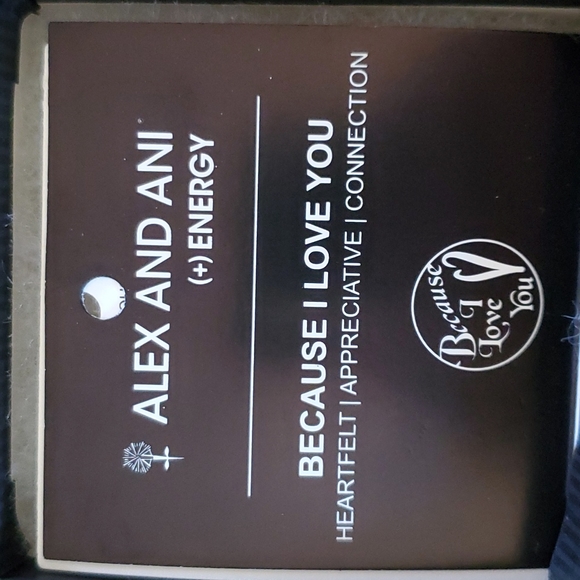 ALEX AND ANI
(+) ENERGY
BECAUSE I LOVE YOU
HEARTFELT | APPRECIATIVE | CONNECTION
Because
I
Love
You